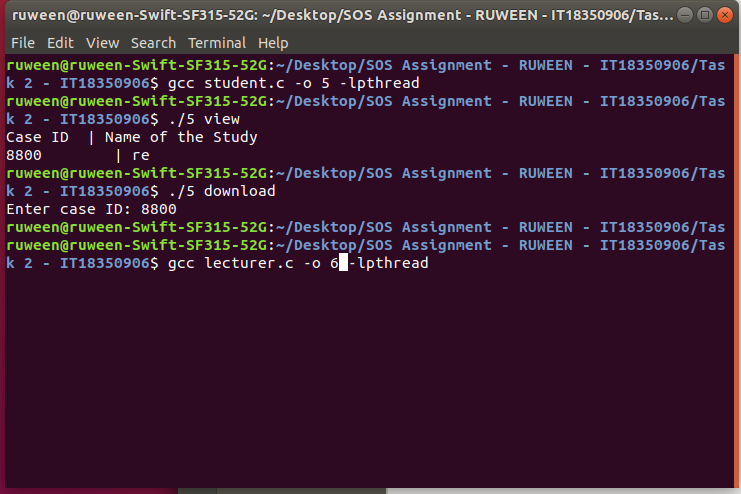 ruween@ruween-Swift-SF315-52G: ~/Desktop/SOS Assignment - RUWEEN - IT18350906/Tas...
File Edit View Search Terminal Help
ruween@ruween-Swift-SF315-52G:~/Desktop/SOS Assignment - RUWEEN - IT18350906/Tas
k 2 - IT18350906$ gcc student.c -o 5 -lpthread
ruween@ruween-Swift-SF315-52G:~/Desktop/SOS Assignment - RUWEEN - IT18350906/Tas
k 2 - IT18350906$ ./5 view
Case ID  | Name of the Study
8800        | re
ruween@ruween-Swift-SF315-52G:~/Desktop/SOS Assignment - RUWEEN - IT18350906/Tas
k 2 - IT18350906$ ./5 download
Enter case ID: 8800
ruween@ruween-Swift-SF315-52G:~/Desktop/SOS Assignment - RUWEEN - IT18350906/Tas
ruween@ruween-Swift-SF315-52G:~/Desktop/SOS Assignment - RUWEEN - IT18350906/Tas
k 2 - IT18350906$ gcc lecturer.c -o 6 -lpthread